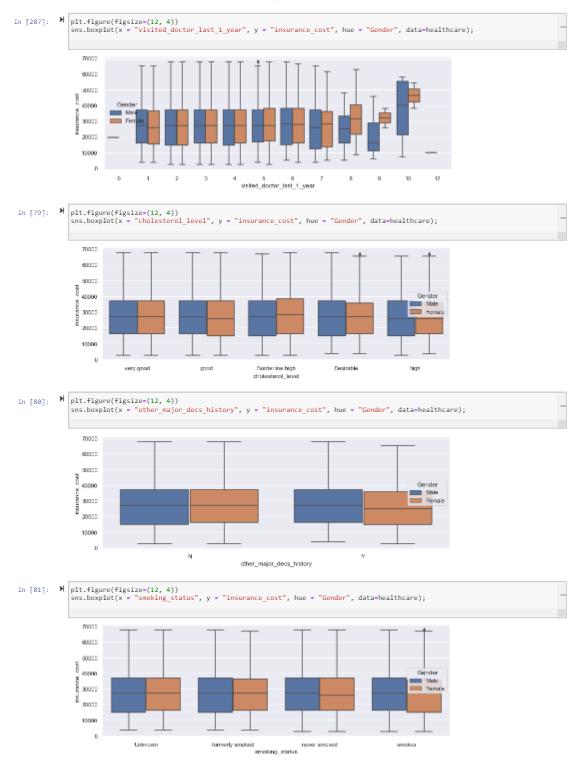 In [287]:
plt.figure(figsize=(12, 4))
sns.boxplot(x = "visited_doctor_last_1_year", y = "insurance_cost", hue = "Gender", data=healthcare);
70000
60000
50000
40000
30000
20000
10000
0
insurance_cost
Gender
Male
Female
0 1 2 3 4 5 6 7 8 9 10 12
visited_doctor_last_1_year
In [79]:
plt.figure(figsize=(12, 4))
sns.boxplot(x = "cholesterol_level", y = "insurance_cost", hue = "Gender", data=healthcare);
70000
60000
50000
40000
30000
20000
10000
0
insurance_cost
Gender
Male
Female
very good good Borderline high Desirable high
cholesterol_level
In [80]:
plt.figure(figsize=(12, 4))
sns.boxplot(x = "other_major_decs_history", y = "insurance_cost", hue = "Gender", data=healthcare);
70000
60000
50000
40000
30000
20000
10000
0
insurance_cost
Gender
Male
Female
N Y
other_major_decs_history
In [81]:
plt.figure(figsize=(12, 4))
sns.boxplot(x = "smoking_status", y = "insurance_cost", hue = "Gender", data=healthcare);
70000
60000
50000
40000
30000
20000
10000
0
insurance_cost
Gender
Male
Female
Unknown formerly smoked never smoked smokes
smoking_status